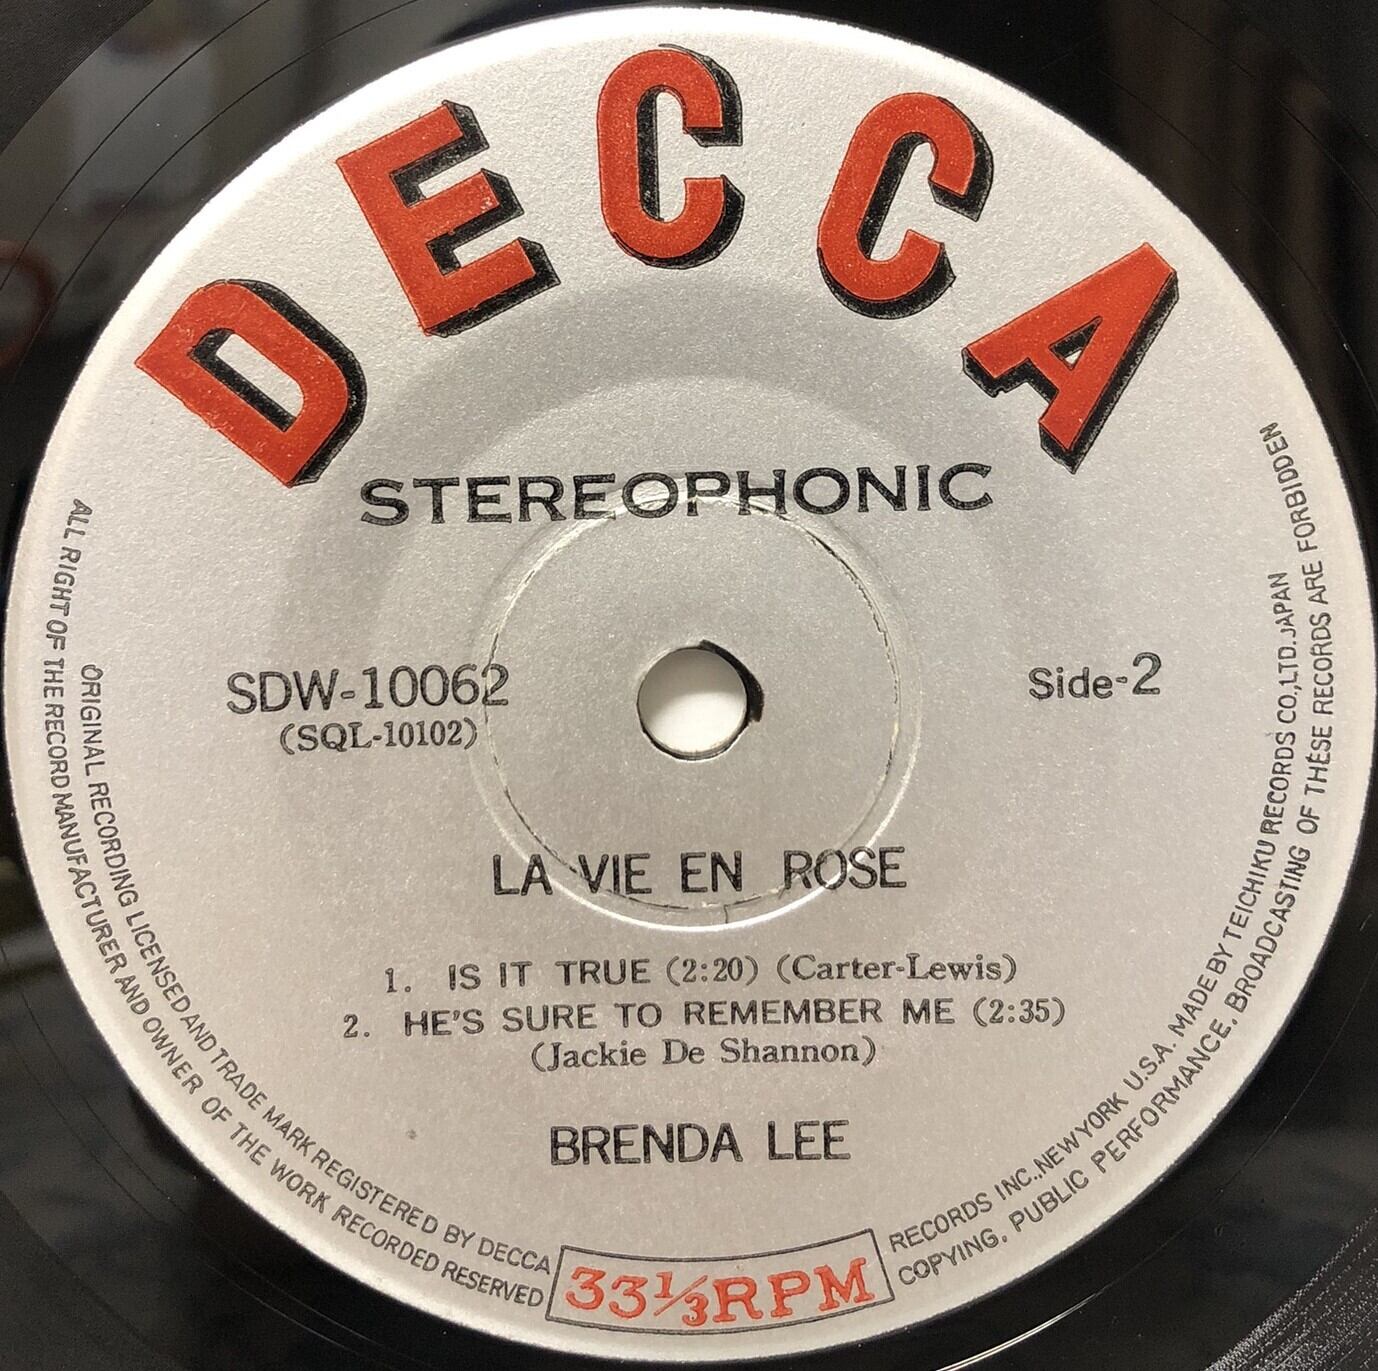 DECCA
STEREOPHONIC
SDW-10062
(SQL-10102)
Side-2
LA VIE EN ROSE
1. IS IT TRUE (2:20) (Carter-Lewis)
2. HE'S SURE TO REMEMBER ME (2:35)
(Jackie De Shannon)
BRENDA LEE
33⅓RPM
ORIGINAL RECORDING LICENSED AND TRADE MARK REGISTERED BY DECCA RECORDS INC., NEW YORK U.S.A. MADE BY TEICHIKU RECORDS CO., LTD. JAPAN
ALL RIGHT OF THE RECORD MANUFACTURER AND OWNER OF THE WORK RECORDED RESERVED COPYING, PUBLIC PERFORMANCE, BROADCASTING OF THESE RECORDS ARE FORBIDDEN